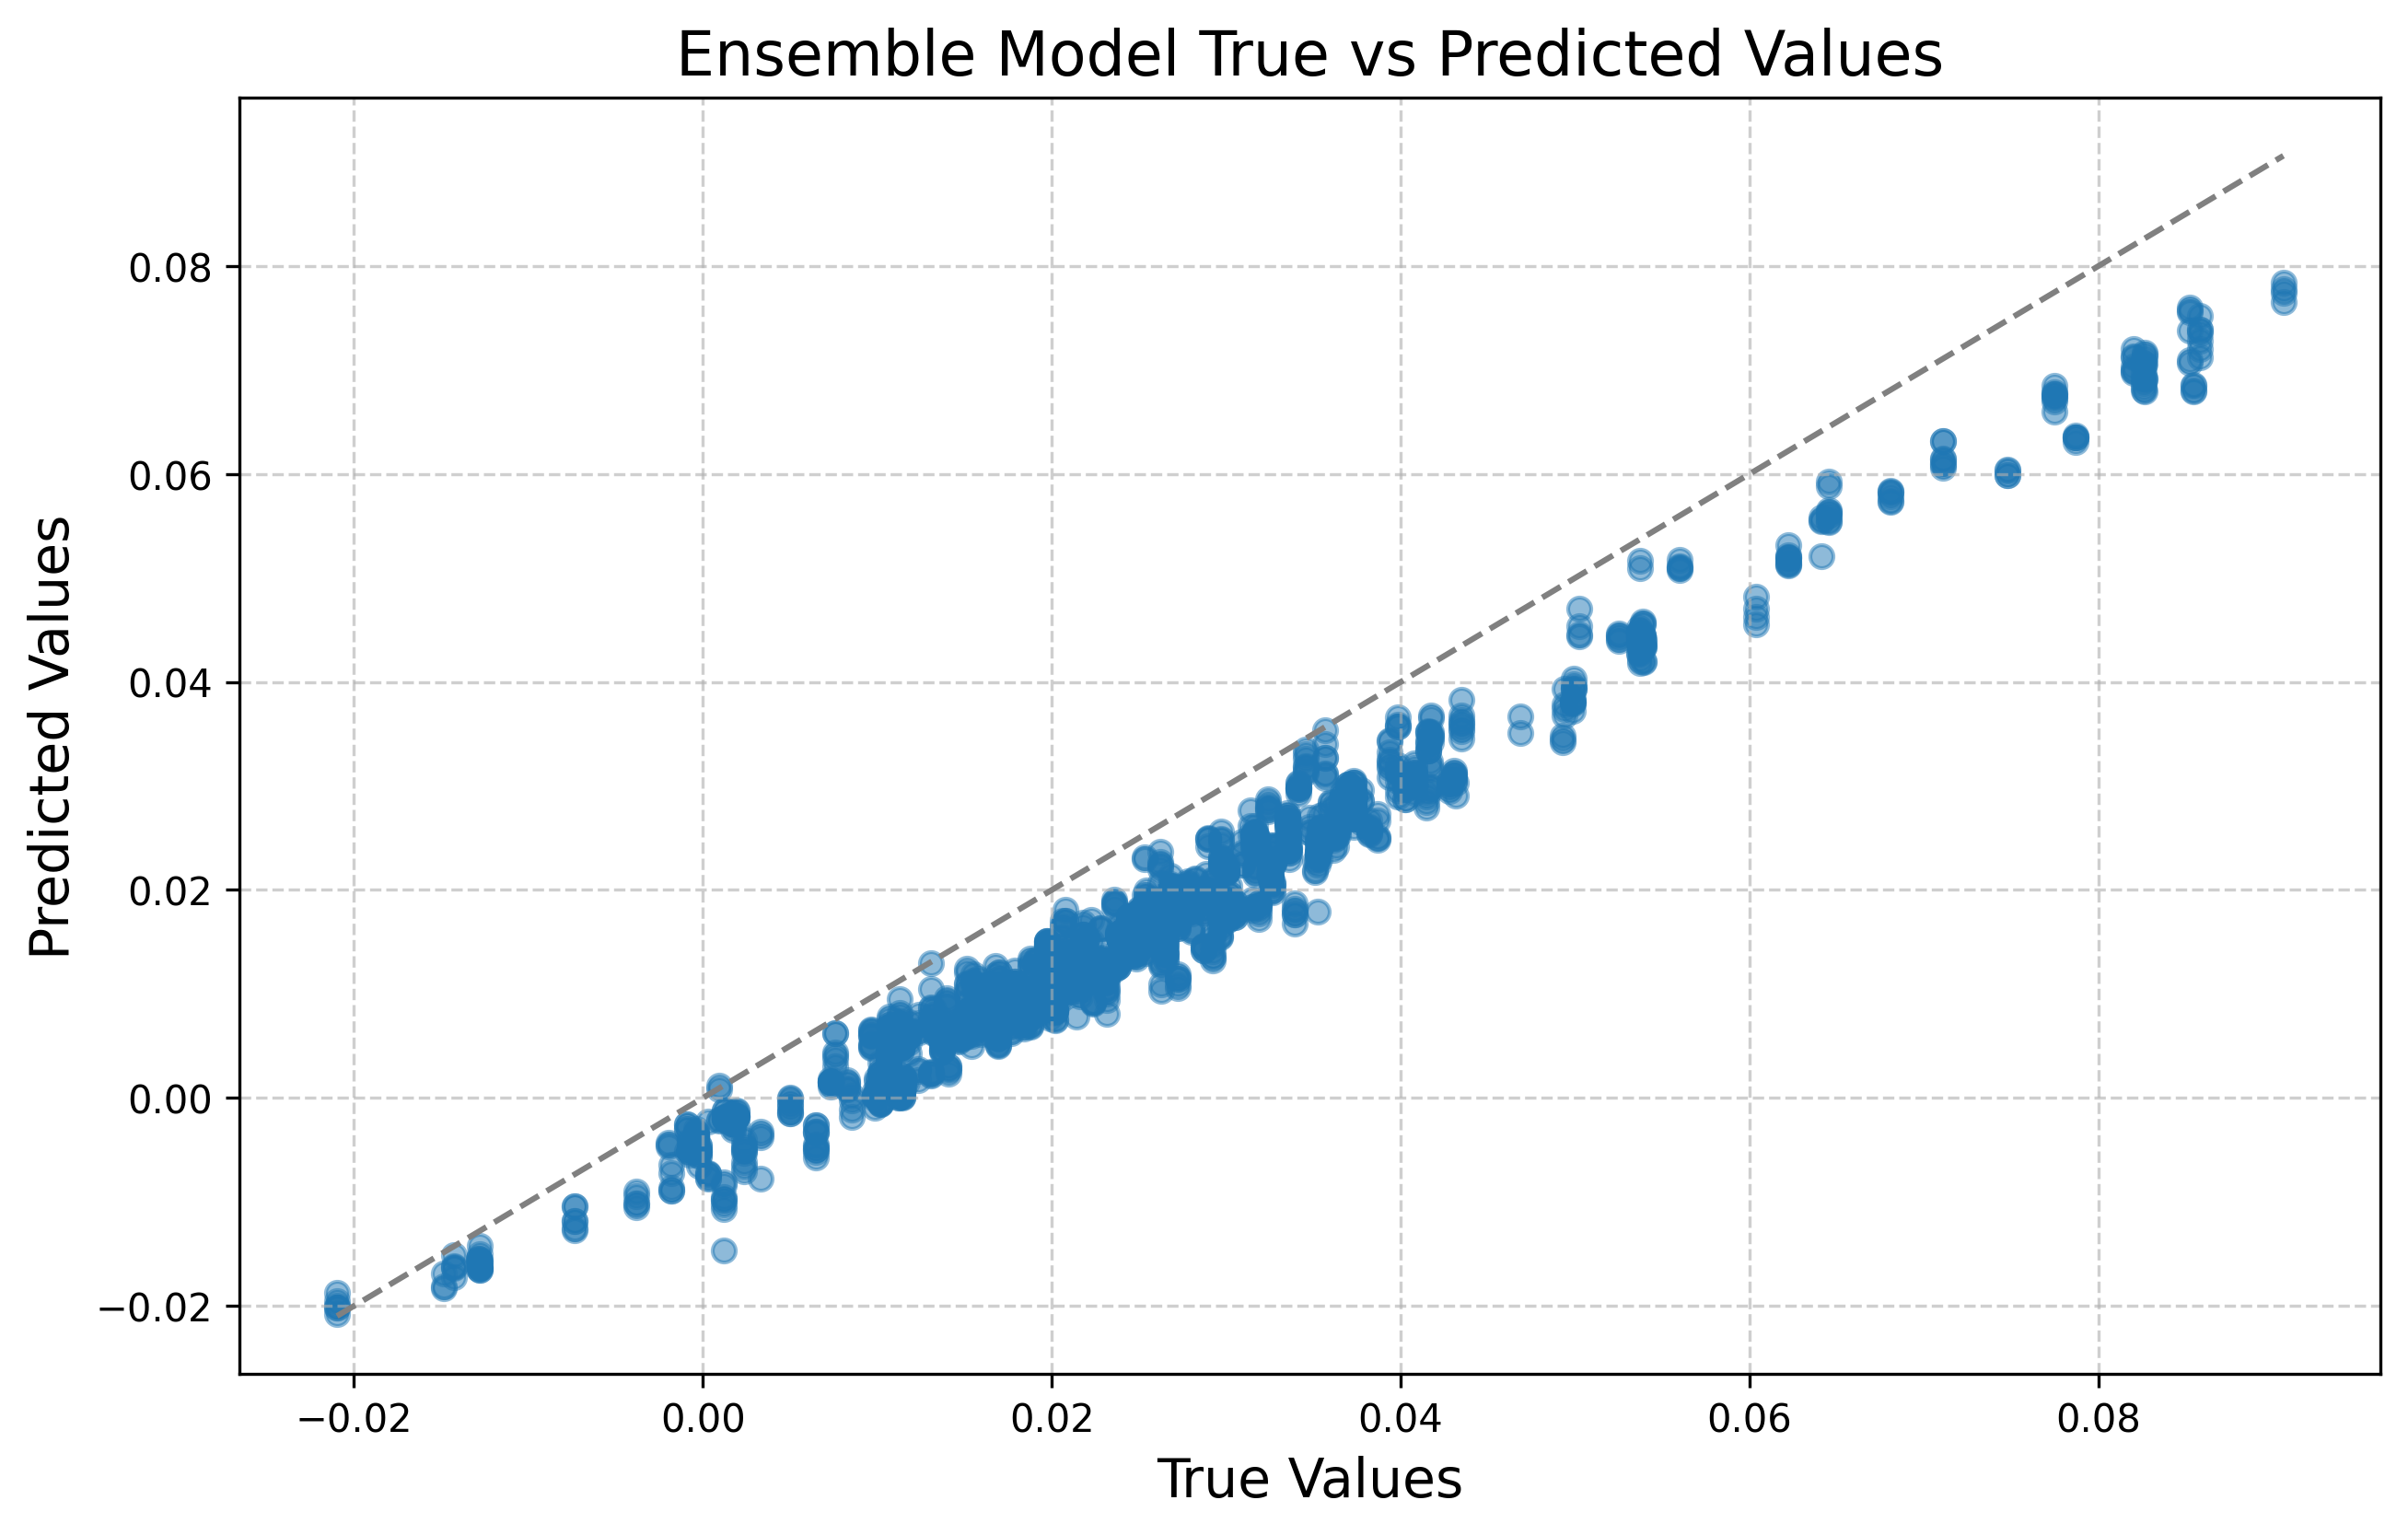 Ensemble Model True vs Predicted Values
Predicted Values
0.08
0.06
0.04
0.02
0.00
−0.02
−0.02 0.00 0.02 0.04 0.06 0.08
True Values